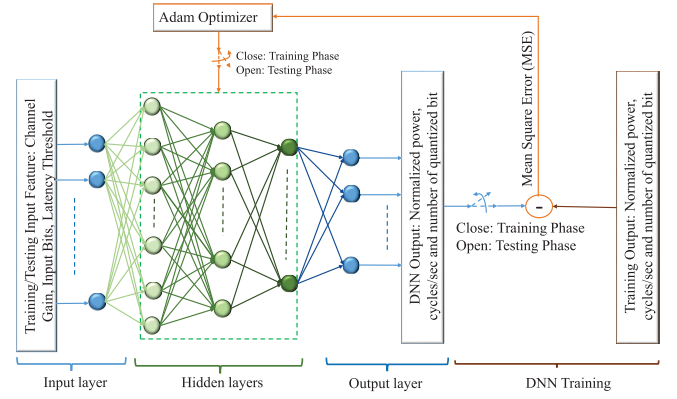 Adam Optimizer
Close: Training Phase
Open: Testing Phase
Training/Testing Input Feature: Channel
Gain, Input Bits, Latency Threshold
DNN Output: Normalized power,
cycles/sec and number of quantized bit
Mean Square Error (MSE)
-
Close: Training Phase
Open: Testing Phase
Training Output: Normalized power,
cycles/sec and number of quantized bit
Input layer
Hidden layers
Output layer
DNN Training